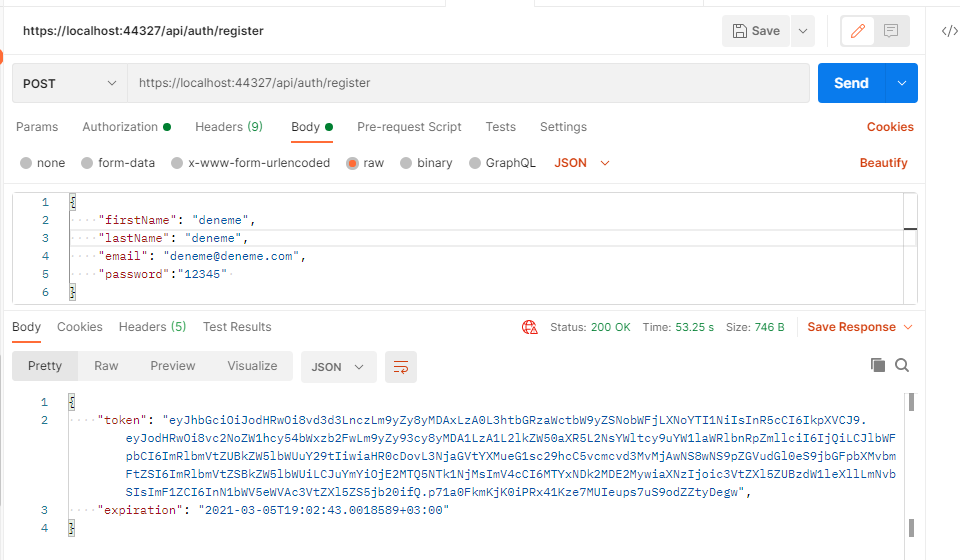 https://localhost:44327/api/auth/register
Save
</>
POST
https://localhost:44327/api/auth/register
Send
Params Authorization Headers (9) Body Pre-request Script Tests Settings Cookies
none form-data x-www-form-urlencoded raw binary GraphQL JSON Beautify
1 {
2 "firstName": "deneme",
3 "lastName": "deneme",
4 "email": "deneme@deneme.com",
5 "password":"12345"
6 }
Body Cookies Headers (5) Test Results Status: 200 OK Time: 53.25 s Size: 746 B Save Response
Pretty Raw Preview Visualize JSON
1 {
2 "token": "eyJhbGciOiJodHRwOi8vd3d3LnczLm9yZy8yMDAxLzA0L3htbGRzaWctbW9yZSNobWFjLXNoYTI1NiIsInR5cCI6IkpXVCJ9.
eyJodHRwOi8vc2NoZW1hcy54bWxzb2FwLm9yZy93cy8yMDA1LzA1L2lkZW50aXR5L2NsYWltcy9uYW1laWRlbnRpZmllciI6IjQiLCJlbWF
pbCI6ImRlbmVtZUBkZW5lbWUuY29tIiwiaHR0cDovL3NjaGVtYXMueG1sc29hcC5vcmcvd3MvMjAwNS8wNS9pZGVudGl0eS9jbGFpbXMvbm
FtZSI6ImRlbmVtZSBkZW5lbWUiLCJuYmYiOjE2MTQ5NTk1NjMsImV4cCI6MTYxNDk2MDE2MywiaXNzIjoic3VtZXl5ZUBzdW1leXllLmNvb
SIsImF1ZCI6InN1bWV5eWVAc3VtZXl5ZS5jb20ifQ.p71a0FkmKjK0iPRx41Kze7MUIeups7uS9odZZtyDegw",
3 "expiration": "2021-03-05T19:02:43.0018589+03:00"
4 }